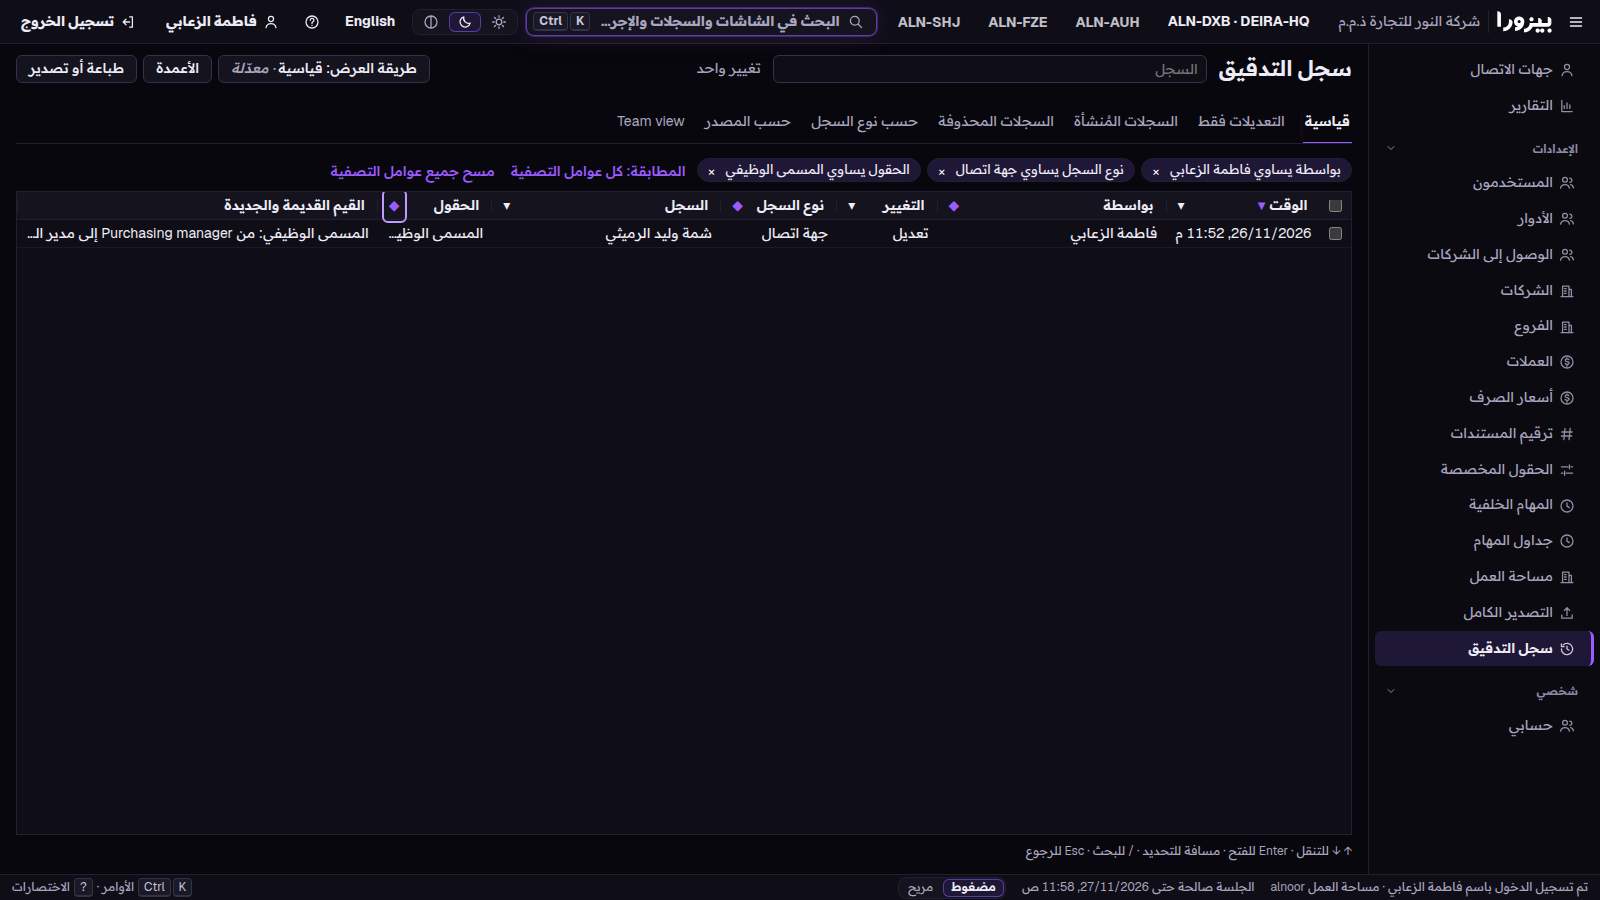 بيزورا
شركة النور للتجارة ذ.م.م
ALN-DXB · DEIRA-HQ
ALN-AUH
ALN-FZE
ALN-SHJ
البحث في الشاشات والسجلات والإجر...
Ctrl K
English
فاطمة الزعابي
تسجيل الخروج
جهات الاتصال
التقارير
الإعدادات
المستخدمون
الأدوار
الوصول إلى الشركات
الشركات
الفروع
العملات
أسعار الصرف
ترقيم المستندات
الحقول المخصصة
المهام الخلفية
جداول المهام
مساحة العمل
التصدير الكامل
سجل التدقيق
شخصي
حسابي
سجل التدقيق
السجل
تغيير واحد
طريقة العرض: قياسية · معدّلة
الأعمدة
طباعة أو تصدير
قياسية
التعديلات فقط
السجلات المُنشأة
السجلات المحذوفة
حسب نوع السجل
حسب المصدر
Team view
بواسطة يساوي فاطمة الزعابي ×
نوع السجل يساوي جهة اتصال ×
الحقول يساوي المسمى الوظيفي ×
المطابقة: كل عوامل التصفية
مسح جميع عوامل التصفية
الوقت ▼ ▼ بواسطة ◆ التغيير ▼ نوع السجل ◆ السجل ▼ الحقول ◆ القيم القديمة والجديدة
26/11/2026, 11:52 م فاطمة الزعابي تعديل جهة اتصال شمة وليد الرميثي المسمى الوظي... المسمى الوظيفي: من Purchasing manager إلى مدير الـ...
↑↓ للتنقل · Enter للفتح · مسافة للتحديد · / للبحث · Esc للرجوع
تم تسجيل الدخول باسم فاطمة الزعابي · مساحة العمل alnoor
الجلسة صالحة حتى 27/11/2026, 11:58 ص
مضغوط
مريح
Ctrl K الأوامر · ? الاختصارات